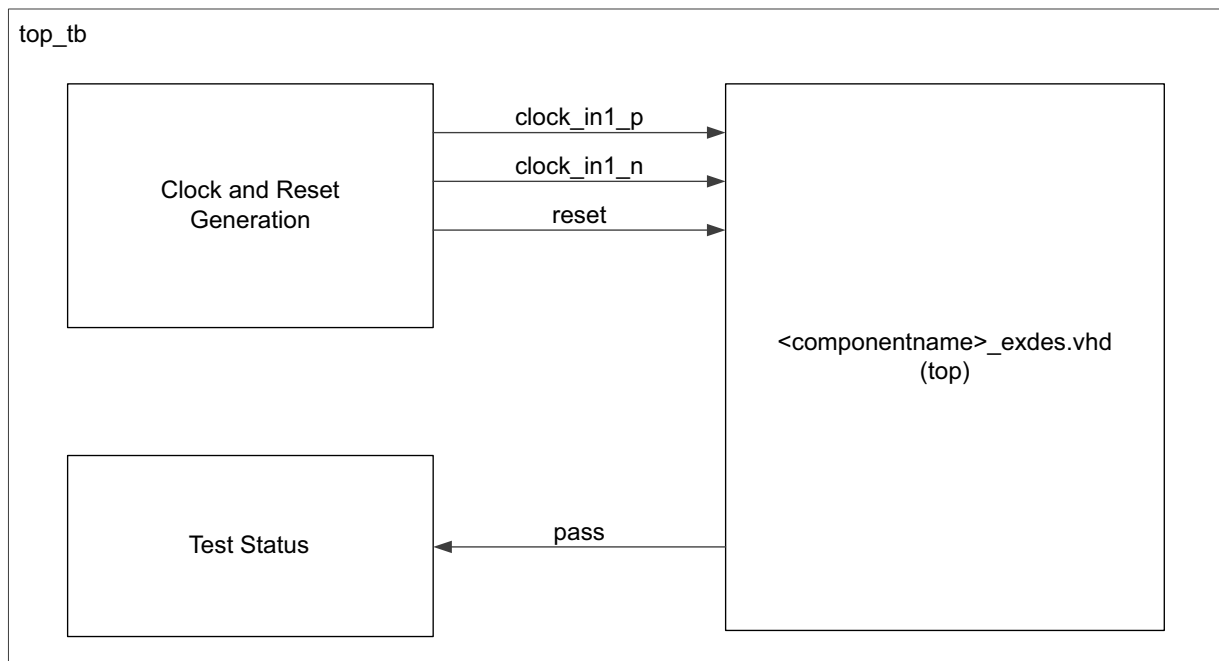 top_tb
clock_in1_p
clock_in1_n
reset
Clock and Reset
Generation
<componentname>_exdes.vhd
(top)
Test Status
pass